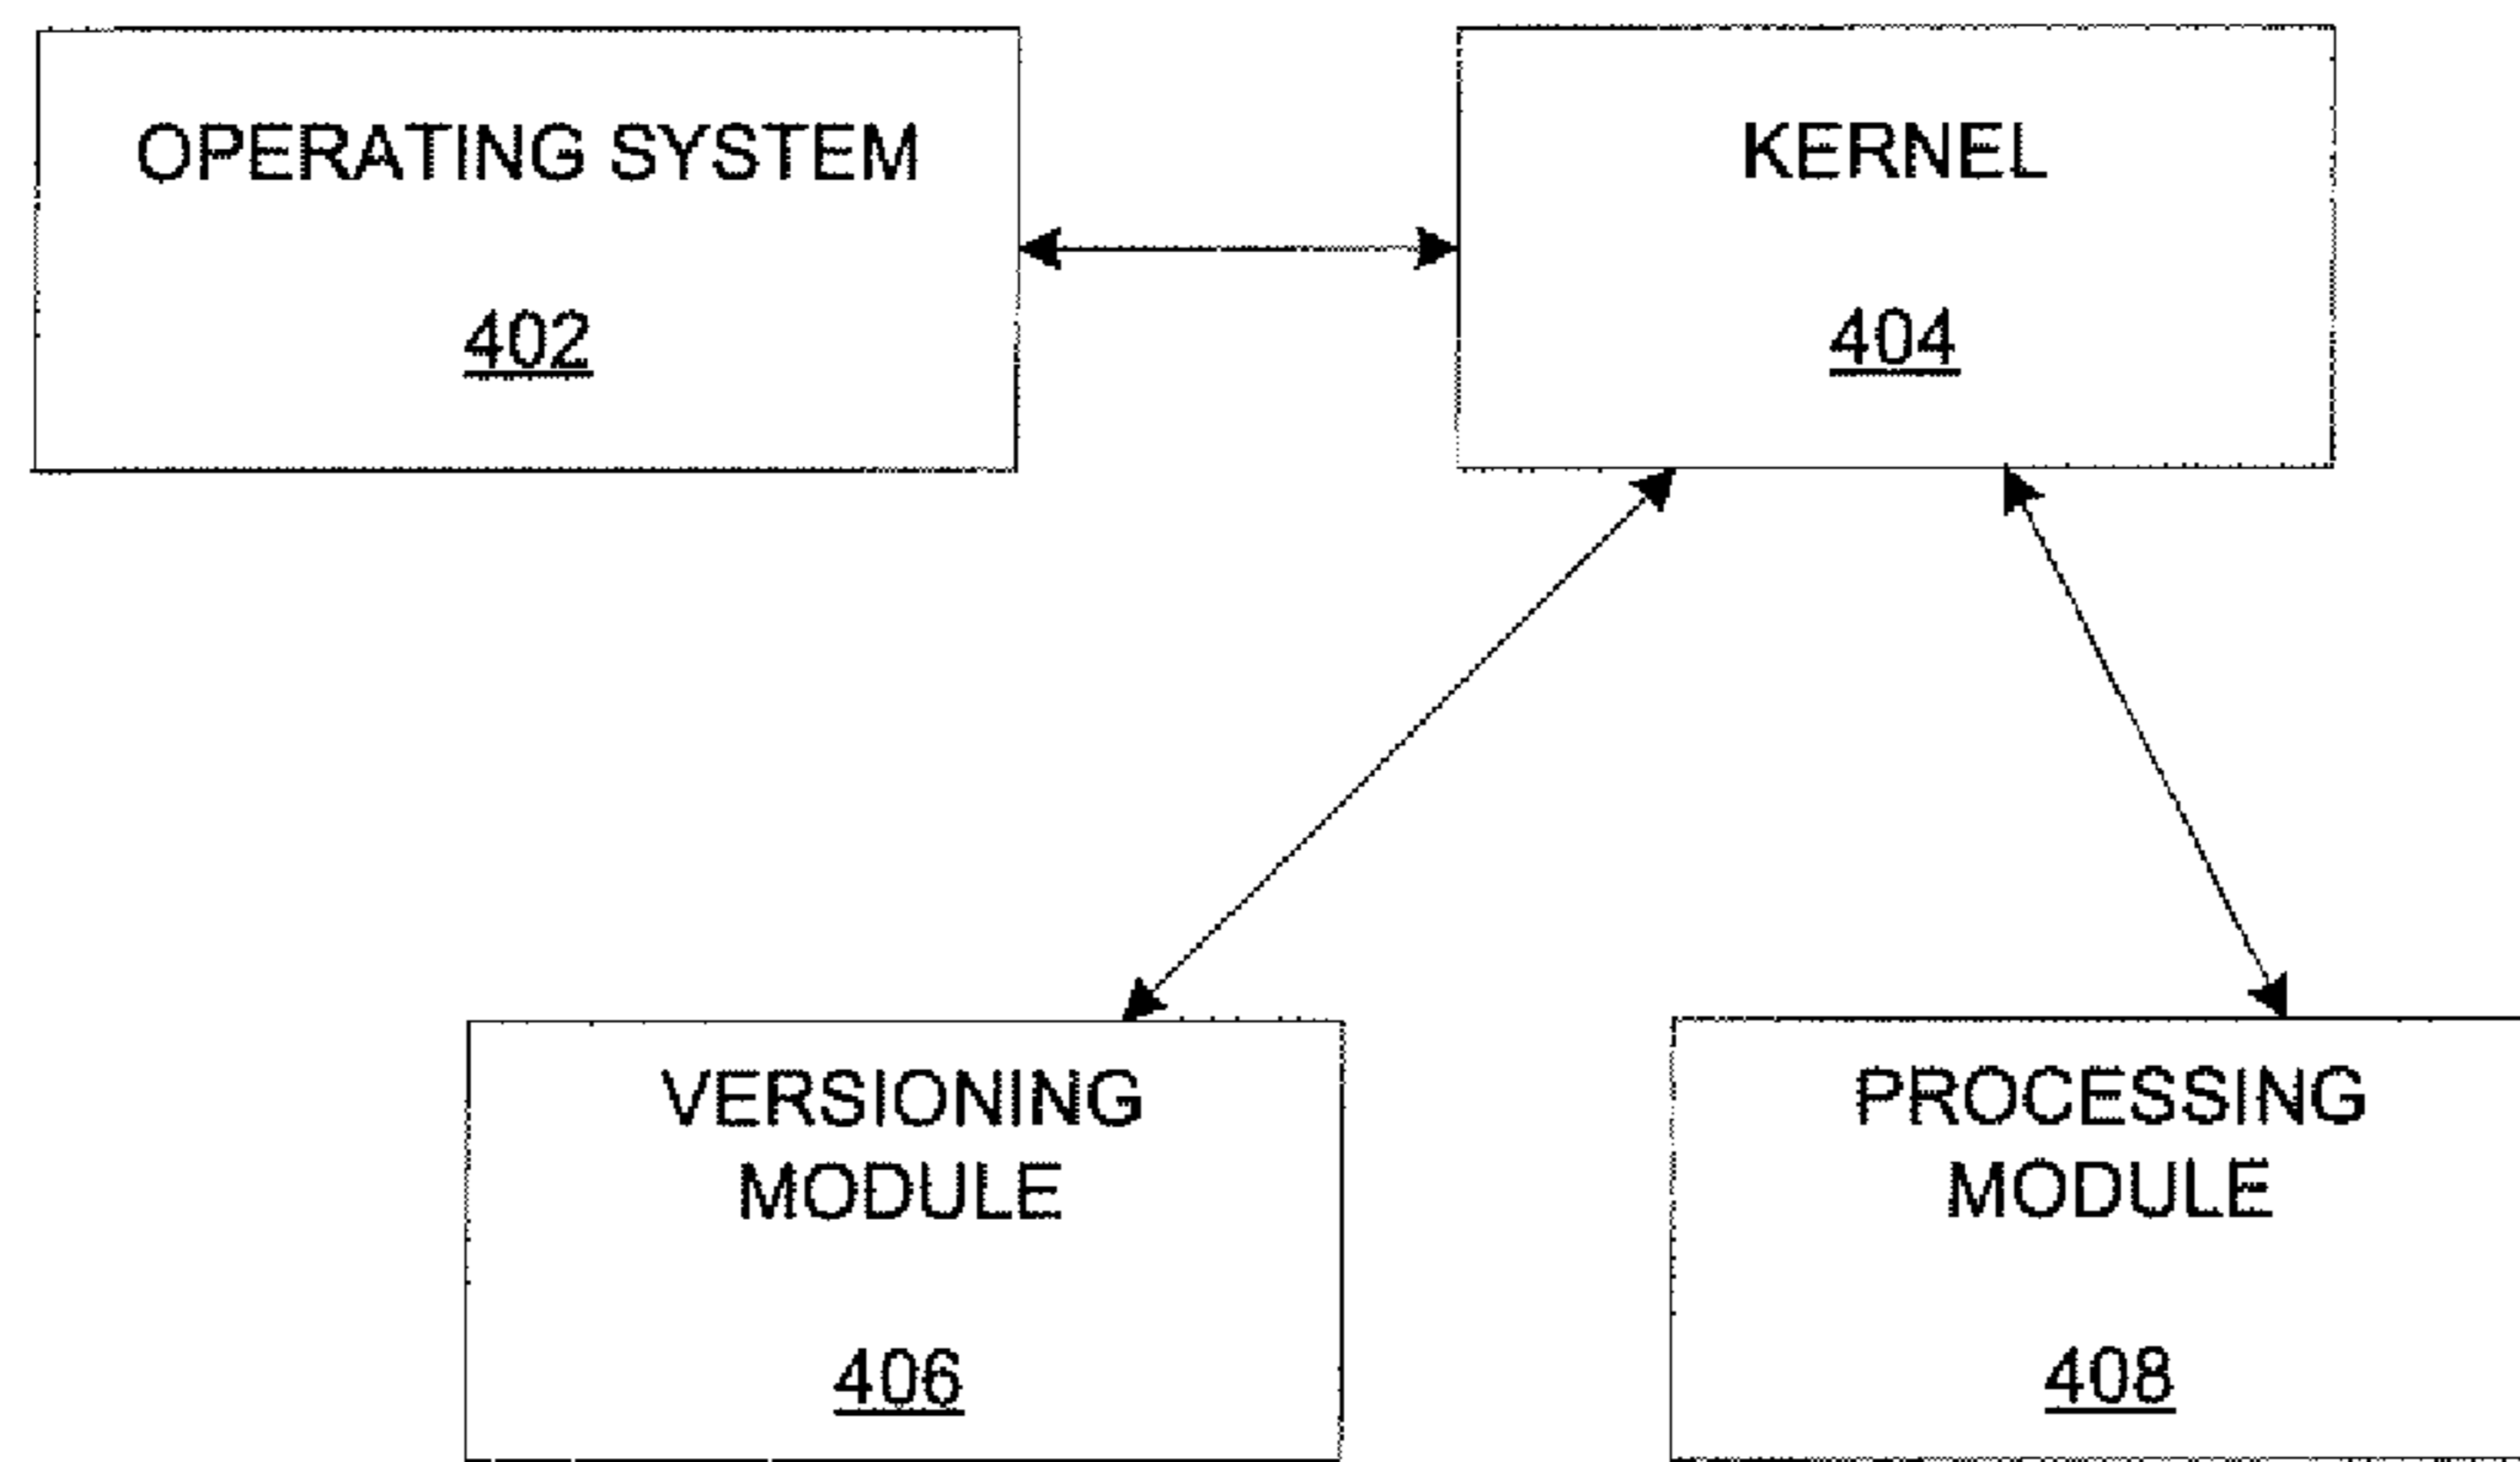 OPERATING SYSTEM
402
KERNEL
404
VERSIONING
MODULE
406
PROCESSING
MODULE
408